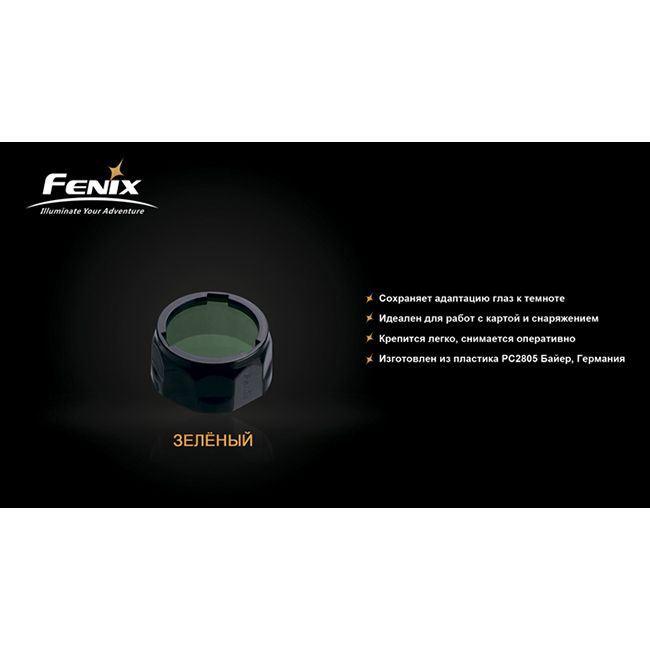 FENIX
Illuminate Your Adventure
Сохраняет адаптацию глаз к темноте
Идеален для работ с картой и снаряжением
Крепится легко, снимается оперативно
Изготовлен из пластика PC2805 Байер, Германия
ЗЕЛЁНЫЙ